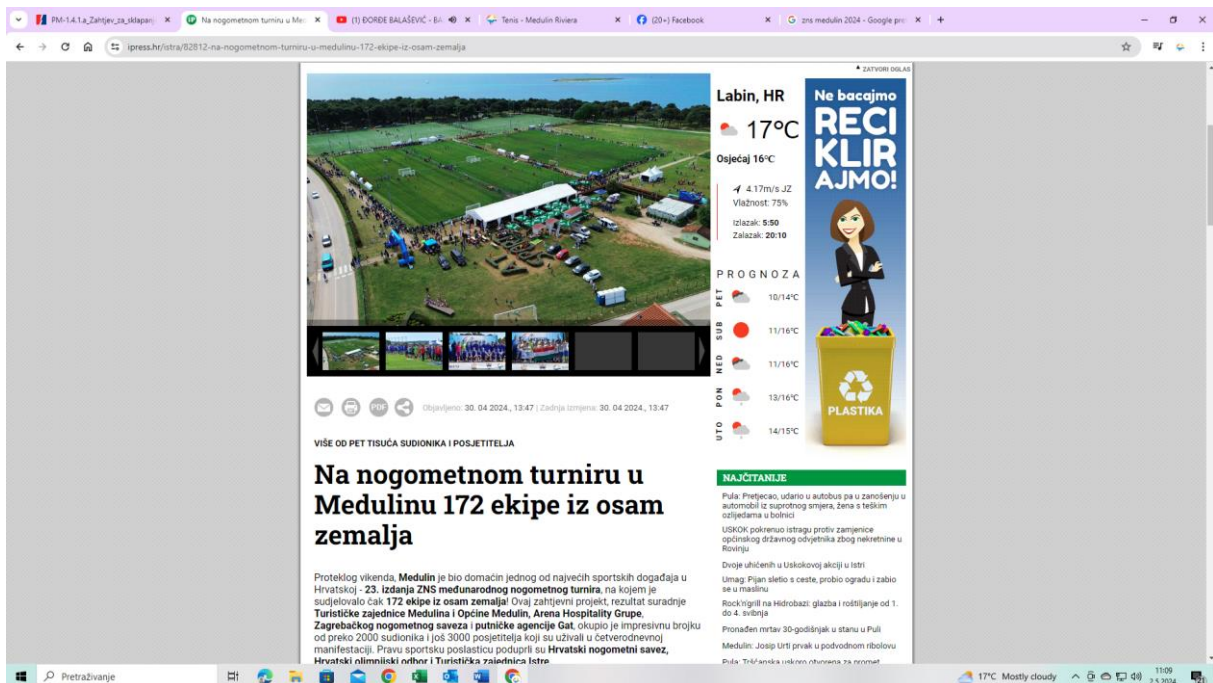 PM-1.4.1.a_Zahtjev_za_sklapanj
Na nogometnom turniru u Med
(1) ĐORĐE BALAŠEVIĆ - BA
Tenis - Medulin Riviera
(20+) Facebook
zns medulin 2024 - Google pre
ipress.hr/istra/82812-na-nogometnom-turniru-u-medulinu-172-ekipe-iz-osam-zemalja
ZATVORI OGLAS
Labin, HR
17°C
Osjećaj 16°C
4.17m/s JZ
Vlažnost: 75%
Izlazak: 5:50
Zalazak: 20:10
PROGNOZA
PET 10/14°C
SUB 11/16°C
NED 11/16°C
PON 13/16°C
UTO 14/15°C
Ne bacajmo
RECI
KLIR
AJMO!
PLASTIKA
PDF
Objavljeno: 30. 04 2024., 13:47 | Zadnja izmjena: 30. 04 2024., 13:47
VIŠE OD PET TISUĆA SUDIONIKA I POSJETITELJA
Na nogometnom turniru u
Medulinu 172 ekipe iz osam
zemalja
Proteklog vikenda, Medulin je bio domaćin jednog od najvećih sportskih događaja u
Hrvatskoj - 23. izdanja ZNS međunarodnog nogometnog turnira, na kojem je
sudjelovalo čak 172 ekipe iz osam zemalja! Ovaj zahtjevni projekt, rezultat suradnje
Turističke zajednice Medulina i Općine Medulin, Arena Hospitality Grupe,
Zagrebačkog nogometnog saveza i putničke agencije Gat, okupio je impresivnu brojku
od preko 2000 sudionika i još 3000 posjetitelja koji su uživali u četverodnevnoj
manifestaciji. Pravu sportsku poslasticu poduprli su Hrvatski nogometni savez,
Hrvatski olimpijski odbor i Turistička zajednica Istre.
NAJČITANIJE
Pula: Pretjecao, udario u autobus pa u zanošenju u
automobil iz suprotnog smjera, žena s teškim
ozlijedama u bolnici
USKOK pokrenuo istragu protiv zamjenice
općinskog državnog odvjetnika zbog nekretnine u
Rovinju
Dvoje uhićenih u Uskokovoj akciji u Istri
Umag: Pijan sletio s ceste, probio ogradu i zabio
se u maslinu
Rock'n'grill na Hidrobazi: glazba i roštiljanje od 1.
do 4. svibnja
Pronađen mrtav 30-godišnjak u stanu u Puli
Medulin: Josip Urti prvak u podvodnom ribolovu
Pula: Tršćanska uskoro otvorena za promet
Pretraživanje
17°C Mostly cloudy
11:09
2.5.2024.